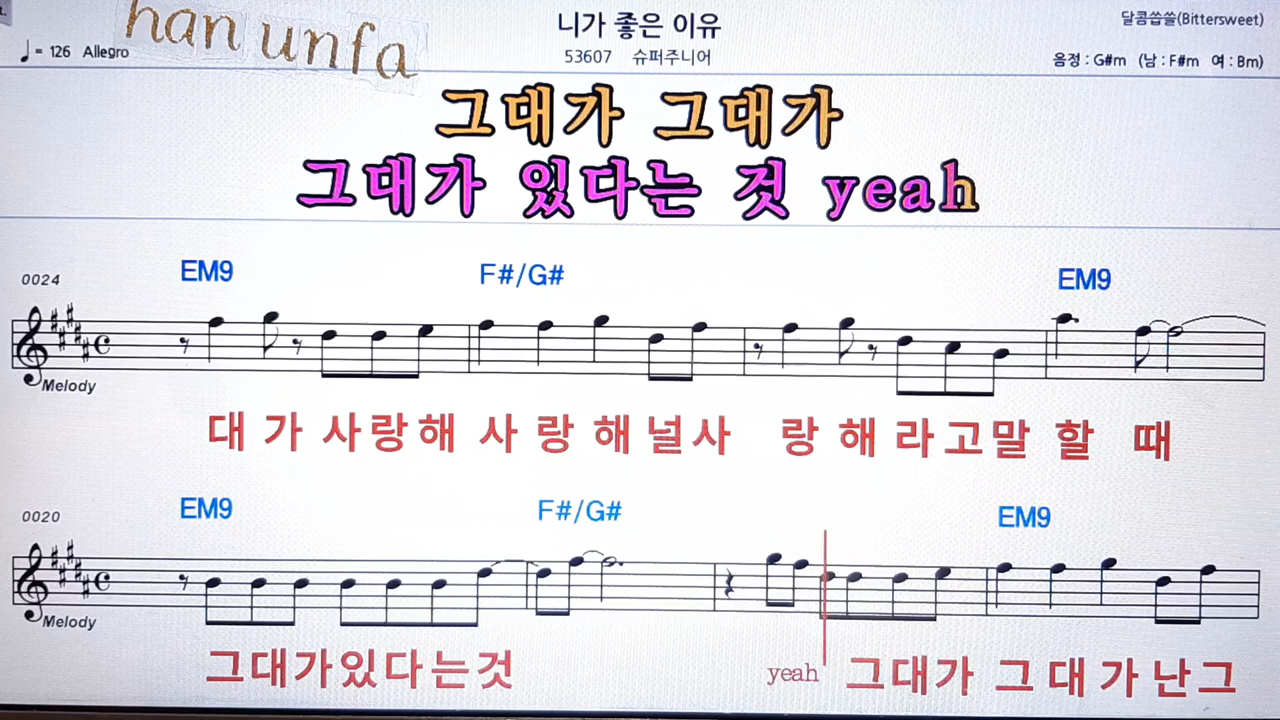 han unfa
니가 좋은 이유
달콤씁쓸(Bittersweet)
♩= 126 Allegro
53607 슈퍼주니어
음정 : G#m (남 : F#m 여 : Bm)
그대가 그대가
그대가 있다는 것 yeah
0024 EM9 F#/G# EM9
Melody
대 가 사랑해 사 랑 해 널사 랑 해 라고말 할 때
0020 EM9 F#/G# EM9
Melody
그대가있다는것 yeah 그대가 그 대 가 난그